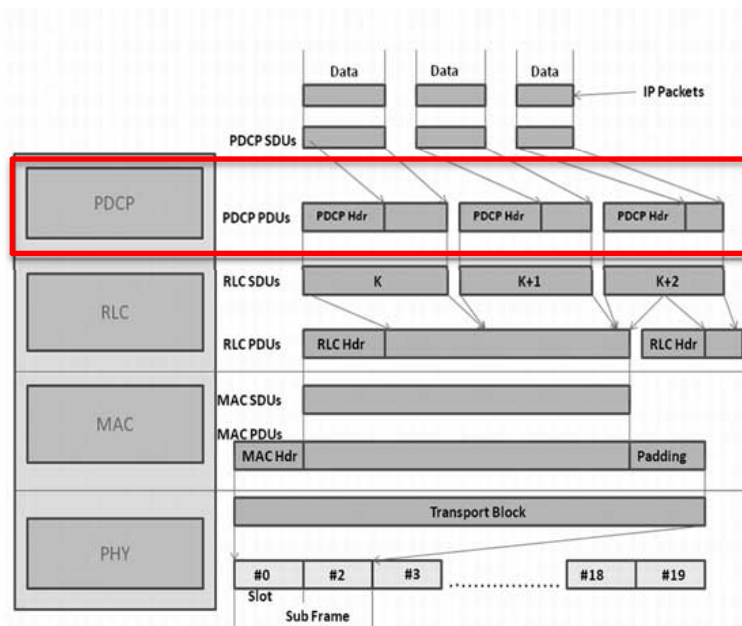 Data Data Data
IP Packets
PDCP SDUs
PDCP
PDCP PDUs PDCP Hdr PDCP Hdr PDCP Hdr
RLC SDUs K K+1 K+2
RLC
RLC PDUs RLC Hdr RLC Hdr
MAC SDUs
MAC
MAC PDUs
MAC Hdr Padding
Transport Block
PHY
#0 #2 #3 .................... #18 #19
Slot
Sub Frame